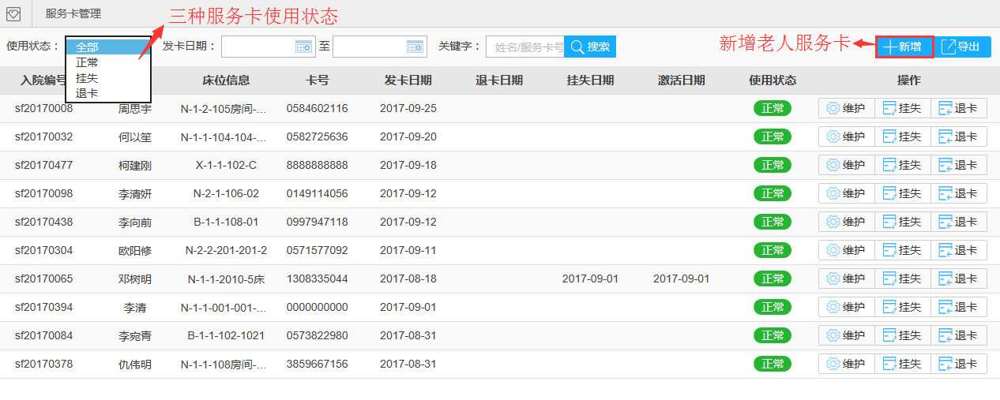 服务卡管理
三种服务卡使用状态
使用状态： 全部 发卡日期： 至 关键字： 姓名/服务卡号 搜索 新增老人服务卡 新增 导出
正常
挂失
退卡
入院编号 床位信息 卡号 发卡日期 退卡日期 挂失日期 激活日期 使用状态 操作
sf20170008 周思宇 N-1-2-105房间-... 0584602116 2017-09-25 正常 维护 挂失 退卡
sf20170032 何以笙 N-1-1-104-104-... 0582725636 2017-09-20 正常 维护 挂失 退卡
sf20170477 柯建刚 X-1-1-102-C 8888888888 2017-09-18 正常 维护 挂失 退卡
sf20170098 李清妍 N-2-1-106-02 0149114056 2017-09-12 正常 维护 挂失 退卡
sf20170438 李向前 B-1-1-108-01 0997947118 2017-09-12 正常 维护 挂失 退卡
sf20170304 欧阳修 N-2-2-201-201-2 0571577092 2017-09-11 正常 维护 挂失 退卡
sf20170065 邓树明 N-1-1-2010-5床 1308335044 2017-08-18 2017-09-01 2017-09-01 正常 维护 挂失 退卡
sf20170394 李清 N-1-1-001-001-... 0000000000 2017-09-01 正常 维护 挂失 退卡
sf20170084 李宛青 B-1-1-102-1021 0573822980 2017-08-31 正常 维护 挂失 退卡
sf20170378 仇伟明 N-1-1-108房间-... 3859667156 2017-08-31 正常 维护 挂失 退卡